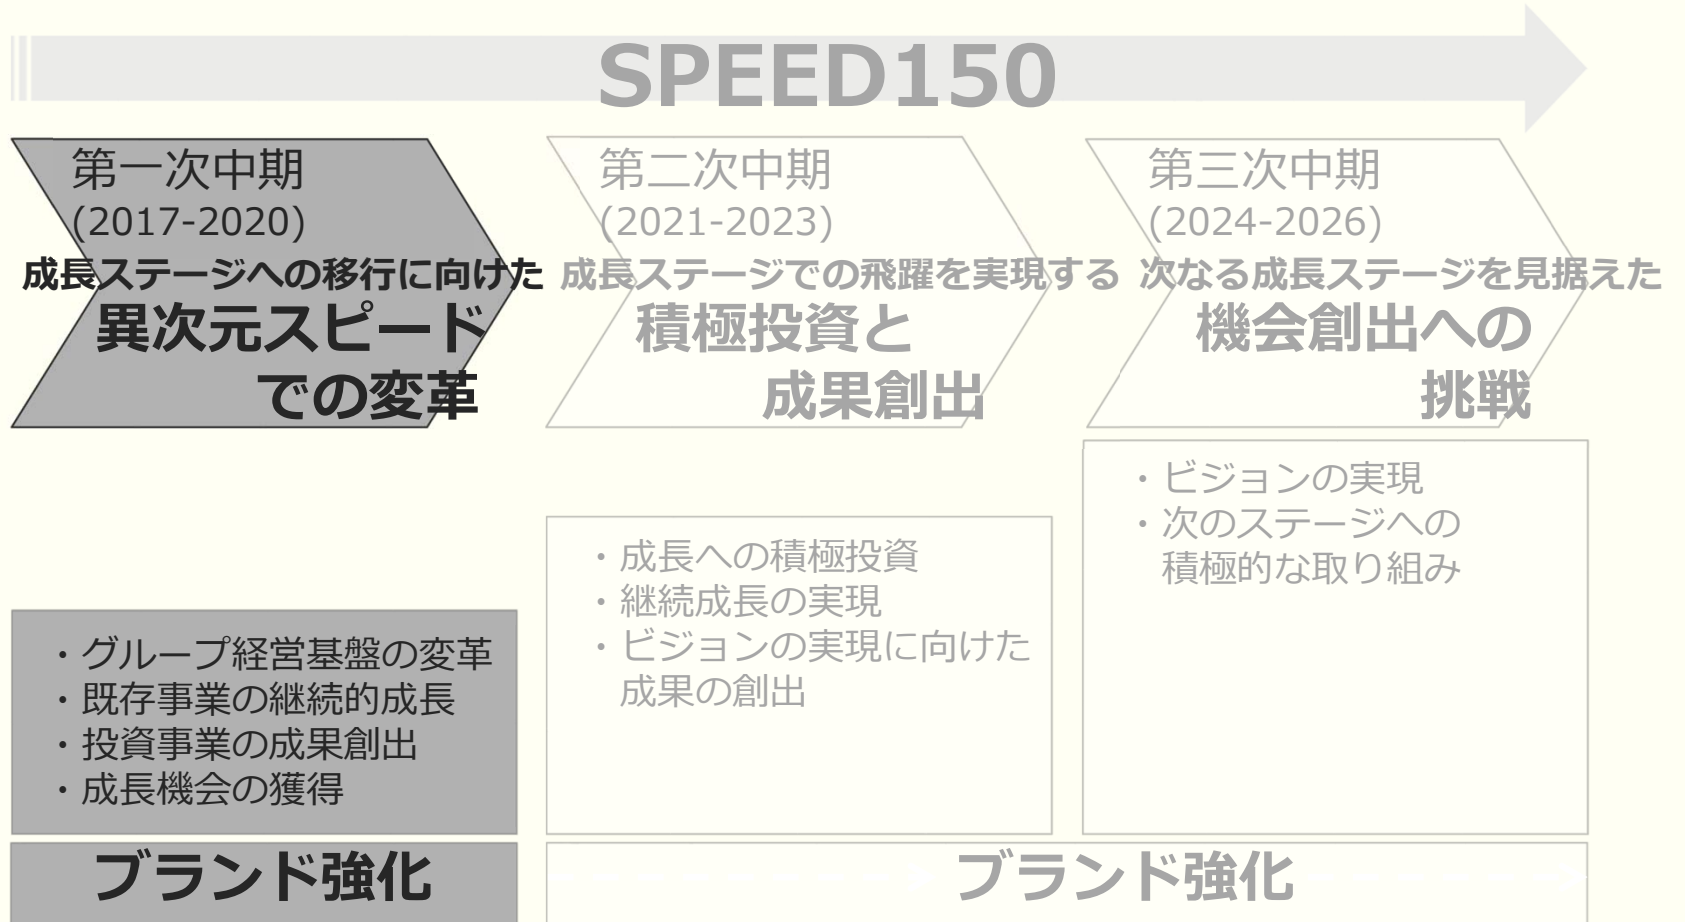 SPEED150
第一次中期
(2017-2020)
成長ステージへの移行に向けた
異次元スピード
での変革
・グループ経営基盤の変革
・既存事業の継続的成長
・投資事業の成果創出
・成長機会の獲得
ブランド強化
第二次中期
(2021-2023)
成長ステージでの飛躍を実現する
積極投資と
成果創出
・成長への積極投資
・継続成長の実現
・ビジョンの実現に向けた
成果の創出
第三次中期
(2024-2026)
次なる成長ステージを見据えた
機会創出への
挑戦
・ビジョンの実現
・次のステージへの
積極的な取り組み
ブランド強化